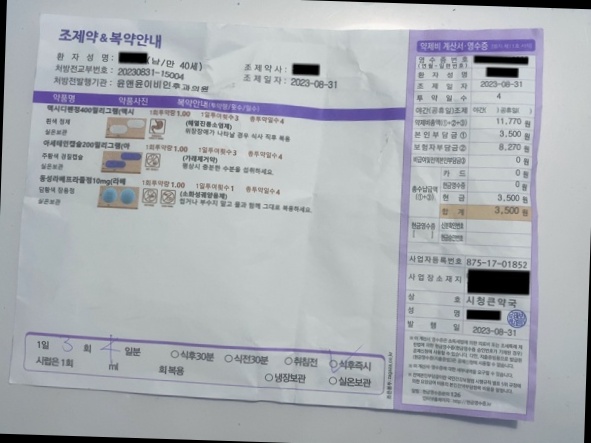 조제약 & 복약안내
환 자 성 명 : (남/만 40세)
처방전교부번호 : 20230831-15004
처방전발행기관 : 윤앤윤이비인후과의원
조 제 약 사 :
조 제 일 자 : 2023-08-31
약품명 약품사진 복약안내(투약량/횟수/일수)
맥시디펜정400밀리그램(맥시 1회투약량1.00 1일투여횟수3 총투약일수4
흰색 정제 (해열진통소염제)
실온보관 위장장애가 나타날 경우 식사 직후 복용
아세테인캡슐200밀리그램(아 1회투약량1.00 1일투여횟수3 총투약일수4
주황색 경질캡슐 (가래제거약)
실온보관 평상시 충분한 수분을 섭취하세요.
동성라베프라졸정10mg(라베 1회투약량1.00 1일투여횟수1 총투약일수4
담황색 장용정 (소화성궤양용제)
실온보관 씹거나 부수지 말고 물과 함께 그대로 복용하세요.
1일 3 회 4 일분 식후30분 식전30분 취침전 식후즉시
시럽은 1회 ml 회 복용 냉장보관 실온보관
약제비 계산서·영수증
영 수 증 번 호
환 자 성 명
조 제 일 자 2023-08-31
투 약 일 수 4
야간(공휴일)조제 야간( ) 공휴일( )
약제비총액(①+②+③) 11,770 원
본 인 부 담 금 ① 3,500 원
보험자부담금 ② 8,270 원
비급여(전액)본인부담금 ③ 0 원
총수납금액 (①+③)
카 드 0 원
현금영수증 0 원
현 금 3,500 원
합 계 3,500 원
현금영수증
신분확인번호
현금승인번호
사업자등록번호 875-17-01852
사 업 장 소 재 지
상 호 시청큰약국
성 명
발 행 일 2023-08-31